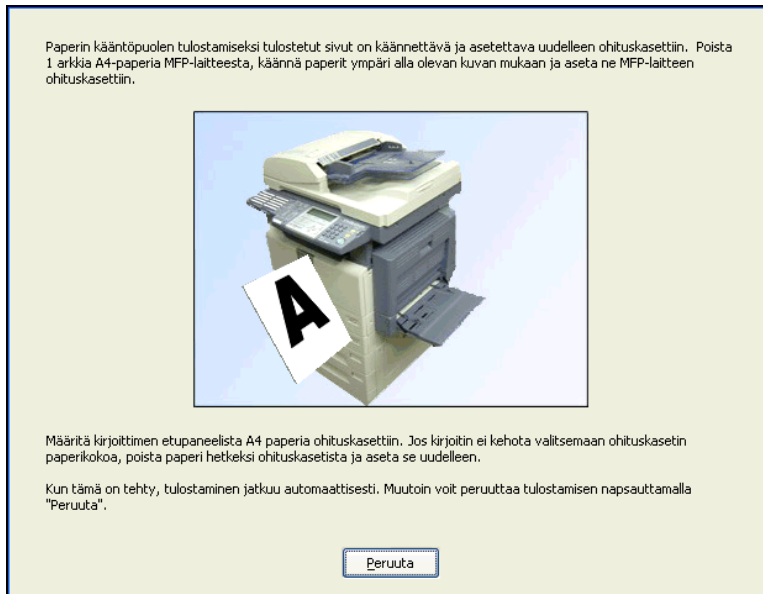 Paperin kääntöpuolen tulostamiseksi tulostetut sivut on käännettävä ja asetettava uudelleen ohituskasettiin.  Poista
1 arkkia A4-paperia MFP-laitteesta, käännä paperit ympäri alla olevan kuvan mukaan ja aseta ne MFP-laitteen
ohituskasettiin.
A
Määritä kirjoittimen etupaneelista A4 paperia ohituskasettiin. Jos kirjoitin ei kehota valitsemaan ohituskasetin
paperikokoa, poista paperi hetkeksi ohituskasetista ja aseta se uudelleen.
Kun tämä on tehty, tulostaminen jatkuu automaattisesti. Muutoin voit peruuttaa tulostamisen napsauttamalla
"Peruuta".
Peruuta